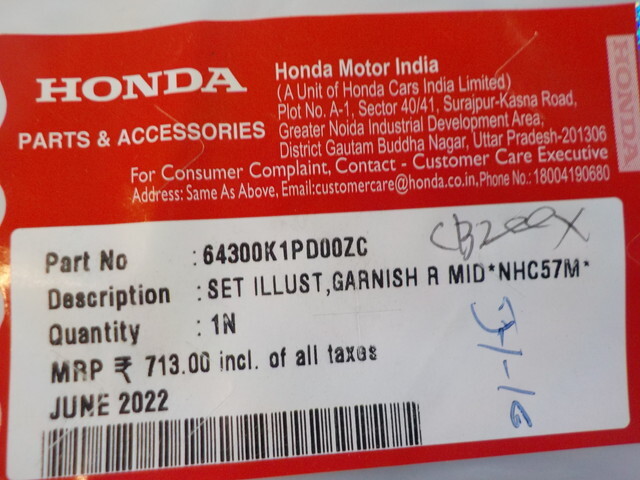 HONDA
PARTS & ACCESSORIES
Honda Motor India
(A Unit of Honda Cars India Limited)
Plot No. A-1, Sector 40/41, Surajpur-Kasna Road,
Greater Noida Industrial Development Area,
District Gautam Buddha Nagar, Uttar Pradesh-201306
For Consumer Complaint, Contact - Customer Care Executive
Address: Same As Above, Email:customercare@honda.co.in, Phone No.: 18004190680
HONDA
CB200X
Part No : 64300K1PD00ZC
Description : SET ILLUST,GARNISH R MID*NHC57M*
Quantity : 1N
MRP ₹ 713.00 incl. of all taxes
JUNE 2022